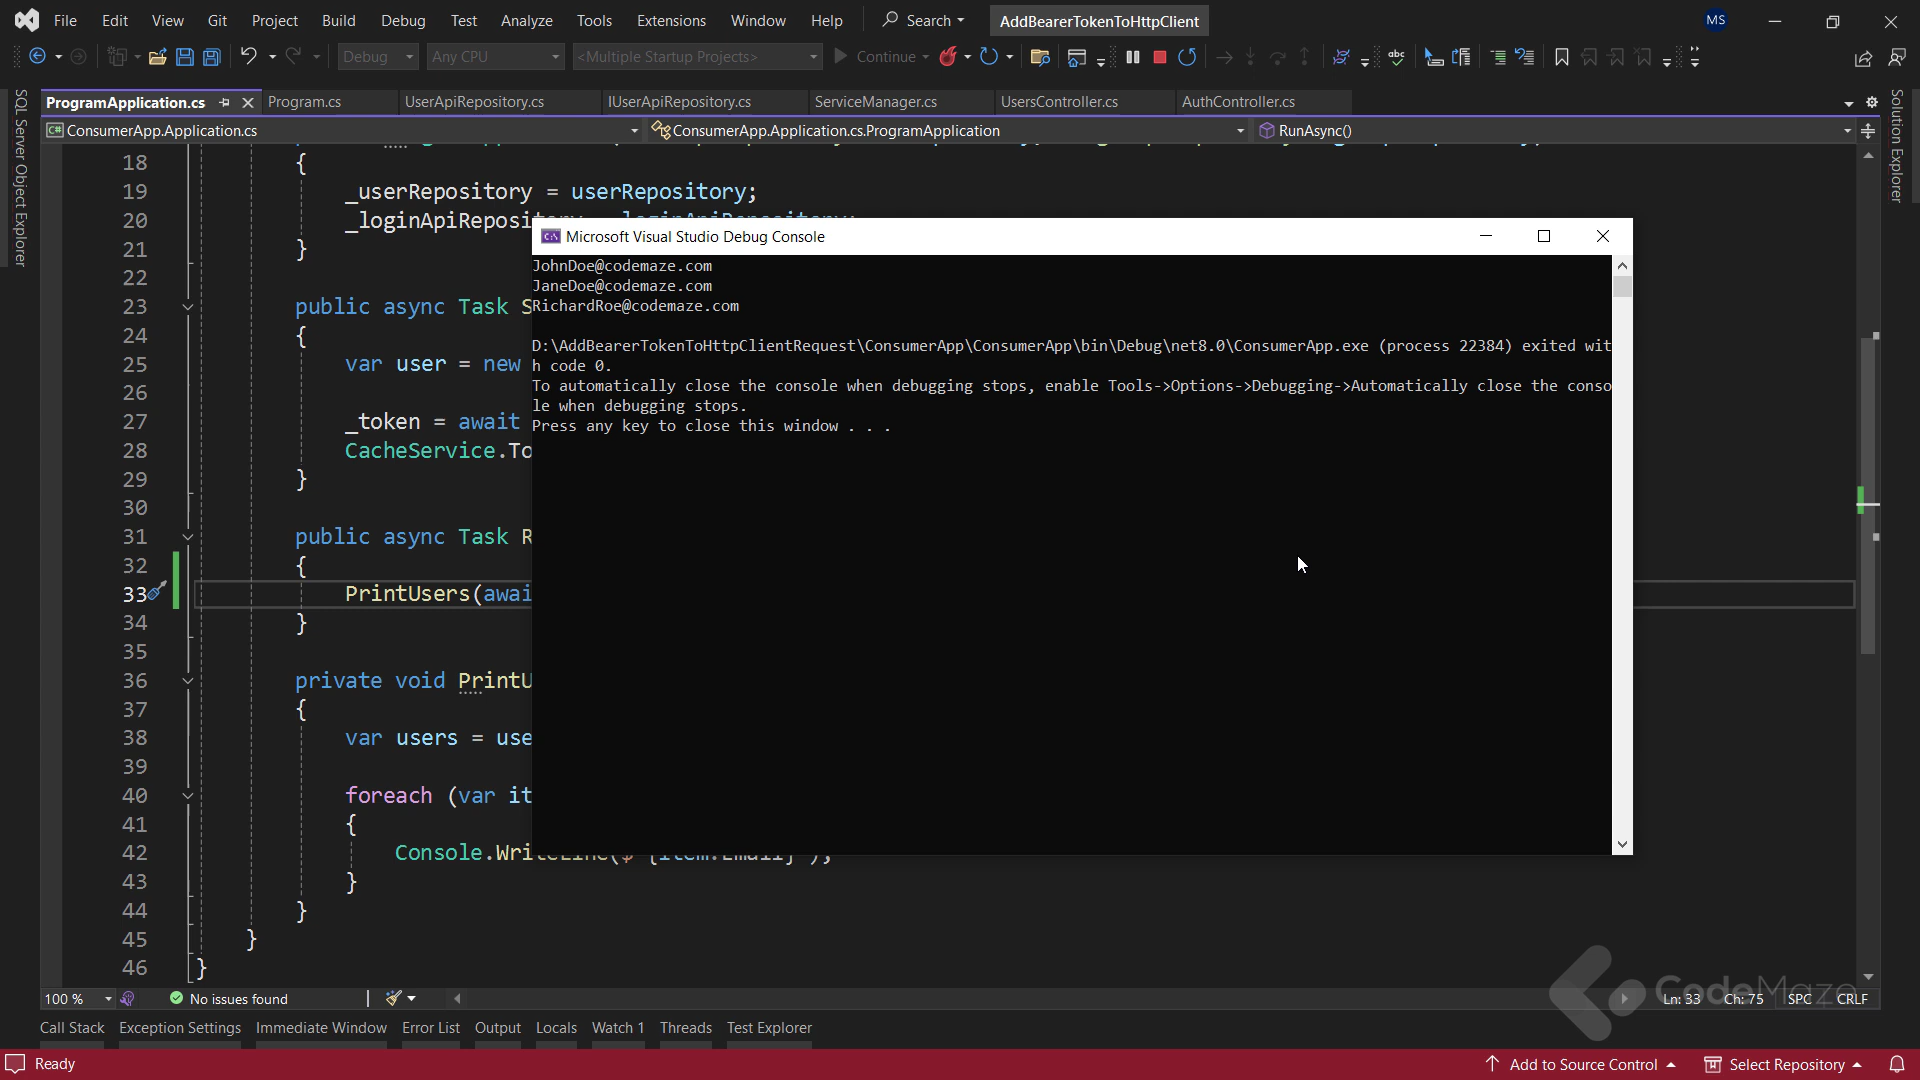 File Edit View Git Project Build Debug Test Analyze Tools Extensions Window Help Search AddBearerTokenToHttpClient MS
Debug Any CPU <Multiple Startup Projects> Continue
SQL Server Object Explorer
Solution Explorer
ProgramApplication.cs Program.cs UserApiRepository.cs IUserApiRepository.cs ServiceManager.cs UsersController.cs AuthController.cs
C# ConsumerApp.Application.cs ConsumerApp.Application.cs.ProgramApplication RunAsync()
18 {
19 _userRepository = userRepository;
20 _loginApiReposi
21 }
22
23 public async Task S
24 {
25 var user = new
26
27 _token = await
28 CacheService.To
29 }
30
31 public async Task R
32 {
33 PrintUsers(awai
34 }
35
36 private void PrintU
37 {
38 var users = use
39
40 foreach (var it
41 {
42 Console.WriteLine($"{item.Email}");
43 }
44 }
45 }
46 }
Microsoft Visual Studio Debug Console
JohnDoe@codemaze.com
JaneDoe@codemaze.com
RichardRoe@codemaze.com
D:\AddBearerTokenToHttpClientRequest\ConsumerApp\ConsumerApp\bin\Debug\net8.0\ConsumerApp.exe (process 22384) exited wit
h code 0.
To automatically close the console when debugging stops, enable Tools->Options->Debugging->Automatically close the conso
le when debugging stops.
Press any key to close this window . . .
100 % No issues found Ln: 33 Ch: 75 SPC CRLF
CodeMaze
Call Stack Exception Settings Immediate Window Error List Output Locals Watch 1 Threads Test Explorer
Ready Add to Source Control Select Repository